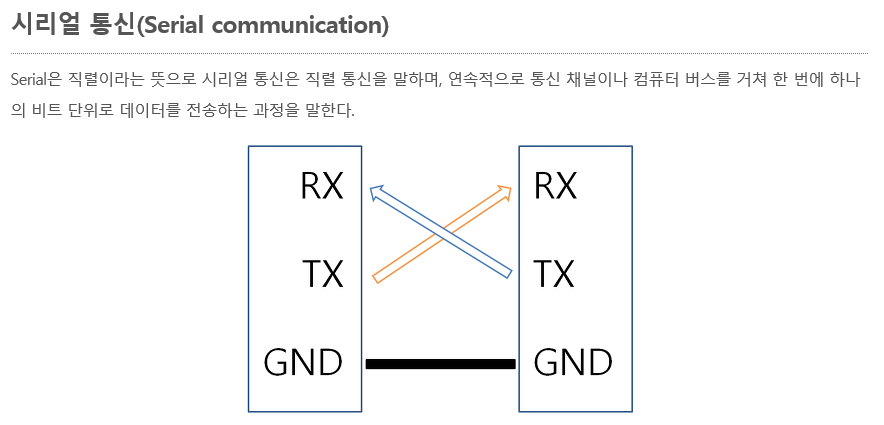 시리얼 통신(Serial communication)
Serial은 직렬이라는 뜻으로 시리얼 통신은 직렬 통신을 말하며, 연속적으로 통신 채널이나 컴퓨터 버스를 거쳐 한 번에 하나
의 비트 단위로 데이터를 전송하는 과정을 말한다.
RX RX
TX TX
GND GND